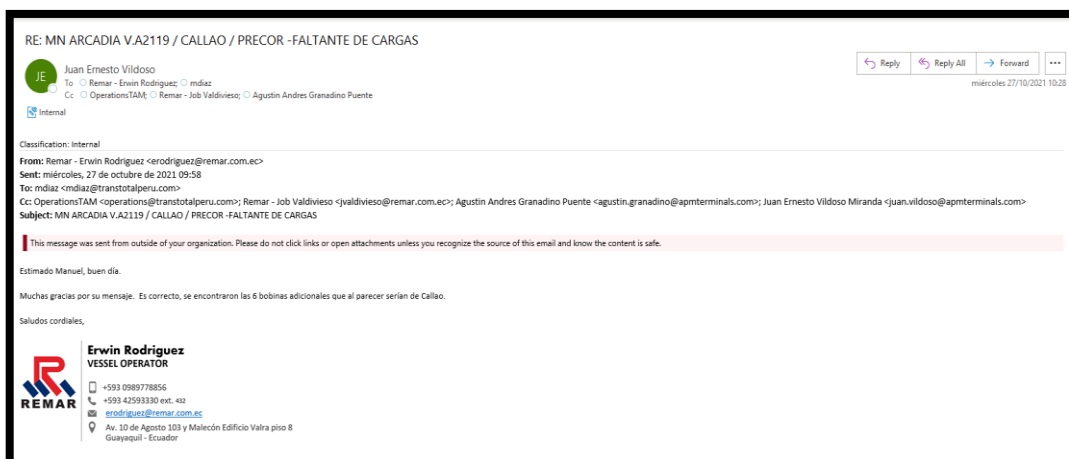 RE: MN ARCADIA V.A2119 / CALLAO / PRECOR -FALTANTE DE CARGAS
JE
Juan Ernesto Vildoso
To Remar - Erwin Rodriguez; mdiaz
Cc OperationsTAM; Remar - Job Valdivieso; Agustin Andres Granadino Puente
Reply Reply All Forward ...
miércoles 27/10/2021 10:28
Internal
Classification: Internal
From: Remar - Erwin Rodriguez <erodriguez@remar.com.ec>
Sent: miércoles, 27 de octubre de 2021 09:58
To: mdiaz <mdiaz@transtotalperu.com>
Cc: OperationsTAM <operations@transtotalperu.com>; Remar - Job Valdivieso <jvaldivieso@remar.com.ec>; Agustin Andres Granadino Puente <agustin.granadino@apmterminals.com>; Juan Ernesto Vildoso Miranda <juan.vildoso@apmterminals.com>
Subject: MN ARCADIA V.A2119 / CALLAO / PRECOR -FALTANTE DE CARGAS
This message was sent from outside of your organization. Please do not click links or open attachments unless you recognize the source of this email and know the content is safe.
Estimado Manuel, buen día.
Muchas gracias por su mensaje. Es correcto, se encontraron las 6 bobinas adicionales que al parecer serían de Callao.
Saludos cordiales,
REMAR
Erwin Rodriguez
VESSEL OPERATOR
+593 0989778856
+593 42593330 ext. 432
erodriguez@remar.com.ec
Av. 10 de Agosto 103 y Malecón Edificio Valra piso 8
Guayaquil - Ecuador